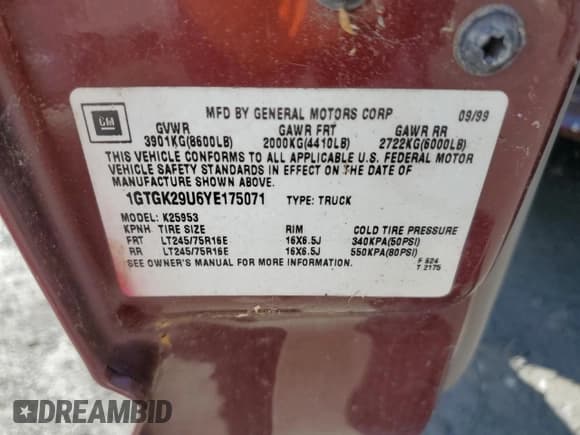 GM
MFD BY GENERAL MOTORS CORP 09/99
GVWR GAWR FRT GAWR RR
3901KG(8600LB) 2000KG(4410LB) 2722KG(6000LB)
THIS VEHICLE CONFORMS TO ALL APPLICABLE U.S. FEDERAL MOTOR
VEHICLE SAFETY STANDARDS IN EFFECT ON THE DATE OF
MANUFACTURE SHOWN ABOVE.
1GTGK29U6YE175071 TYPE: TRUCK
MODEL: K25953
KPNH TIRE SIZE RIM COLD TIRE PRESSURE
FRT LT245/75R16E 16X6.5J 340KPA(50PSI)
RR LT245/75R16E 16X6.5J 550KPA(80PSI)
SEE OWNER'S MANUAL FOR MORE INFORMATION.
F 624
T 2175
DREAMBID